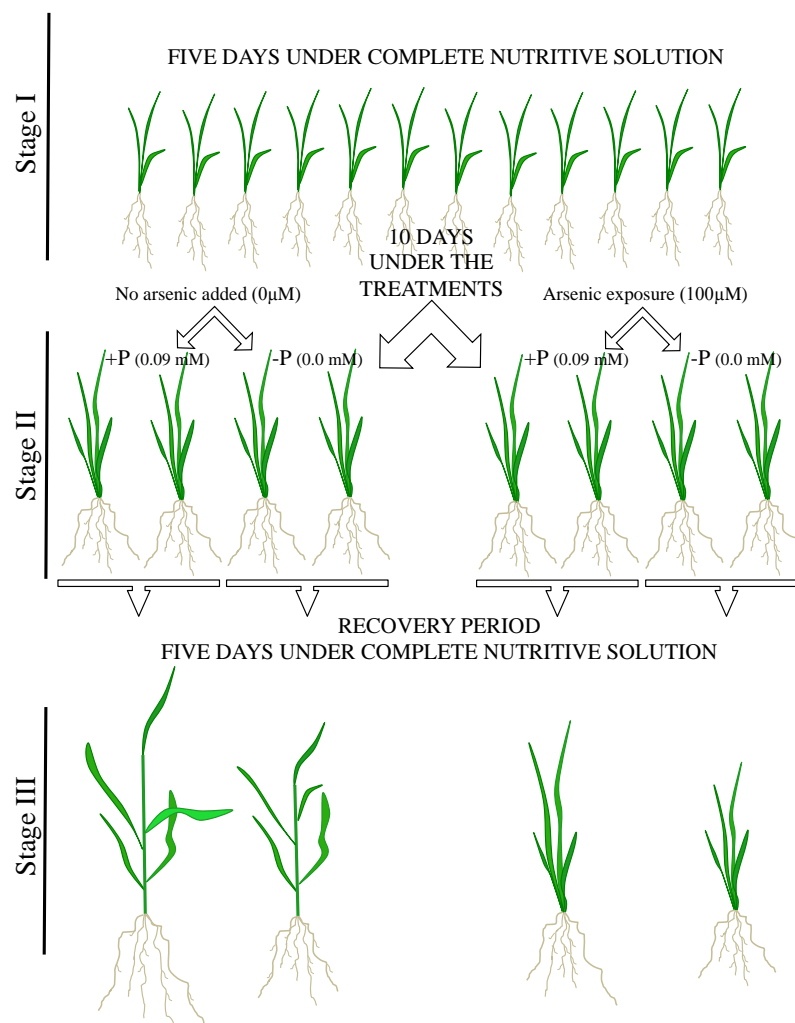 Stage I
FIVE DAYS UNDER COMPLETE NUTRITIVE SOLUTION
10 DAYS
UNDER THE
TREATMENTS
No arsenic added (0µM)
Arsenic exposure (100µM)
Stage II
+P (0.09 mM)
-P (0.0 mM)
+P (0.09 mM)
-P (0.0 mM)
RECOVERY PERIOD
FIVE DAYS UNDER COMPLETE NUTRITIVE SOLUTION
Stage III